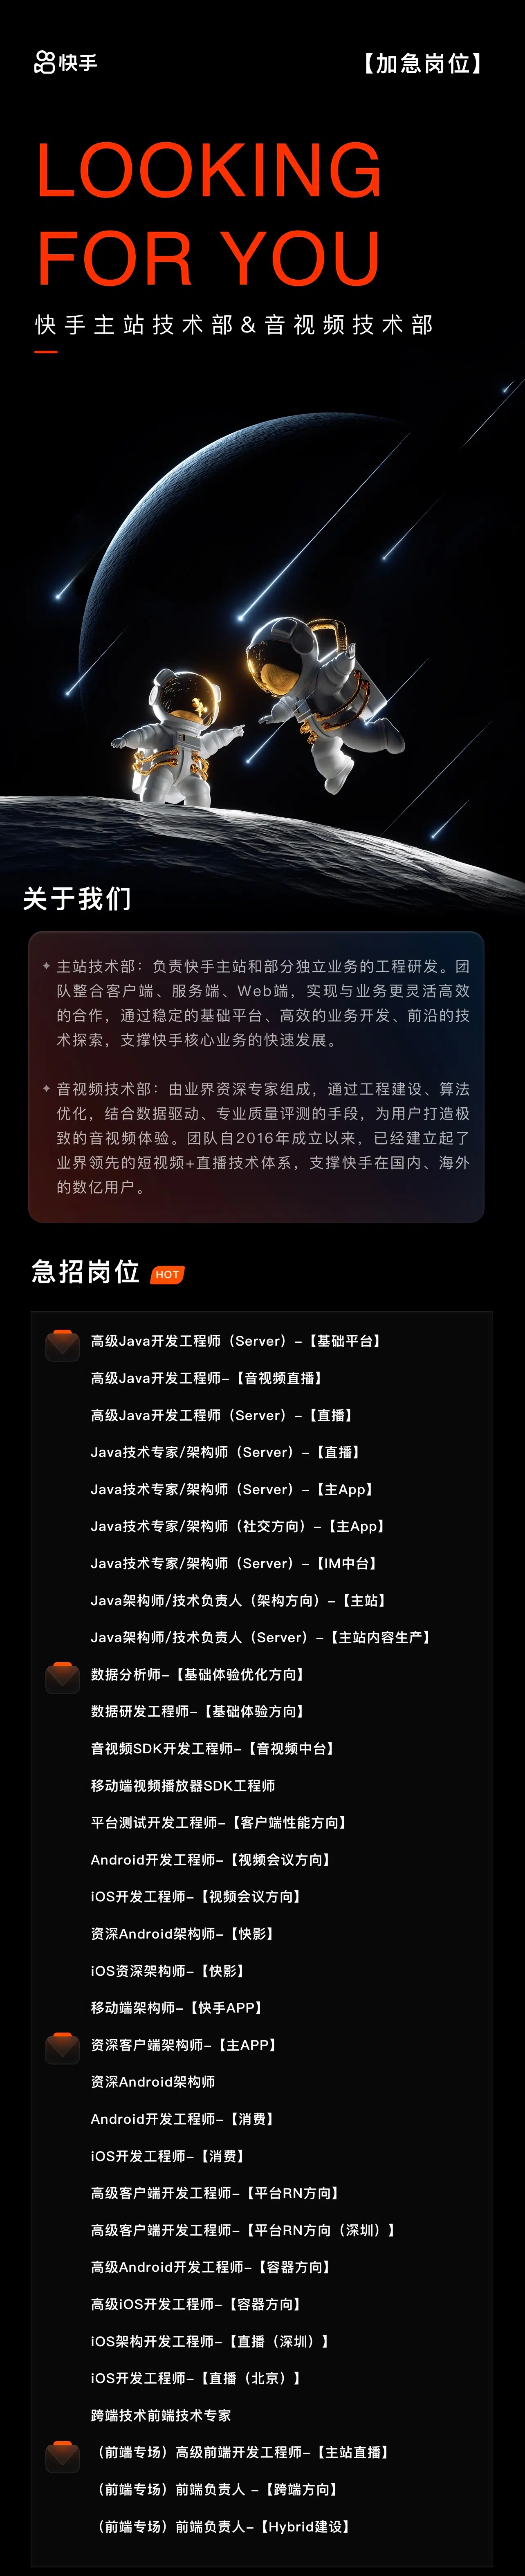 快手
【加急岗位】
LOOKING
FOR YOU
快手主站技术部&音视频技术部
关于我们
主站技术部：负责快手主站和部分独立业务的工程研发。团
队整合客户端、服务端、Web端，实现与业务更灵活高效
的合作，通过稳定的基础平台、高效的业务开发、前沿的技
术探索，支撑快手核心业务的快速发展。
音视频技术部：由业界资深专家组成，通过工程建设、算法
优化，结合数据驱动、专业质量评测的手段，为用户打造极
致的音视频体验。团队自2016年成立以来，已经建立起了
业界领先的短视频+直播技术体系，支撑快手在国内、海外
的数亿用户。
急招岗位 HOT
高级Java开发工程师（Server）-【基础平台】
高级Java开发工程师-【音视频直播】
高级Java开发工程师（Server）-【直播】
Java技术专家/架构师（Server）-【直播】
Java技术专家/架构师（Server）-【主App】
Java技术专家/架构师（社交方向）-【主App】
Java技术专家/架构师（Server）-【IM中台】
Java架构师/技术负责人（架构方向）-【主站】
Java架构师/技术负责人（Server）-【主站内容生产】
数据分析师-【基础体验优化方向】
数据研发工程师-【基础体验方向】
音视频SDK开发工程师-【音视频中台】
移动端视频播放器SDK工程师
平台测试开发工程师-【客户端性能方向】
Android开发工程师-【视频会议方向】
iOS开发工程师-【视频会议方向】
资深Android架构师-【快影】
iOS资深架构师-【快影】
移动端架构师-【快手APP】
资深客户端架构师-【主APP】
资深Android架构师
Android开发工程师-【消费】
iOS开发工程师-【消费】
高级客户端开发工程师-【平台RN方向】
高级客户端开发工程师-【平台RN方向（深圳）】
高级Android开发工程师-【容器方向】
高级iOS开发工程师-【容器方向】
iOS架构开发工程师-【直播（深圳）】
iOS开发工程师-【直播（北京）】
跨端技术前端技术专家
（前端专场）高级前端开发工程师-【主站直播】
（前端专场）前端负责人 -【跨端方向】
（前端专场）前端负责人-【Hybrid建设】